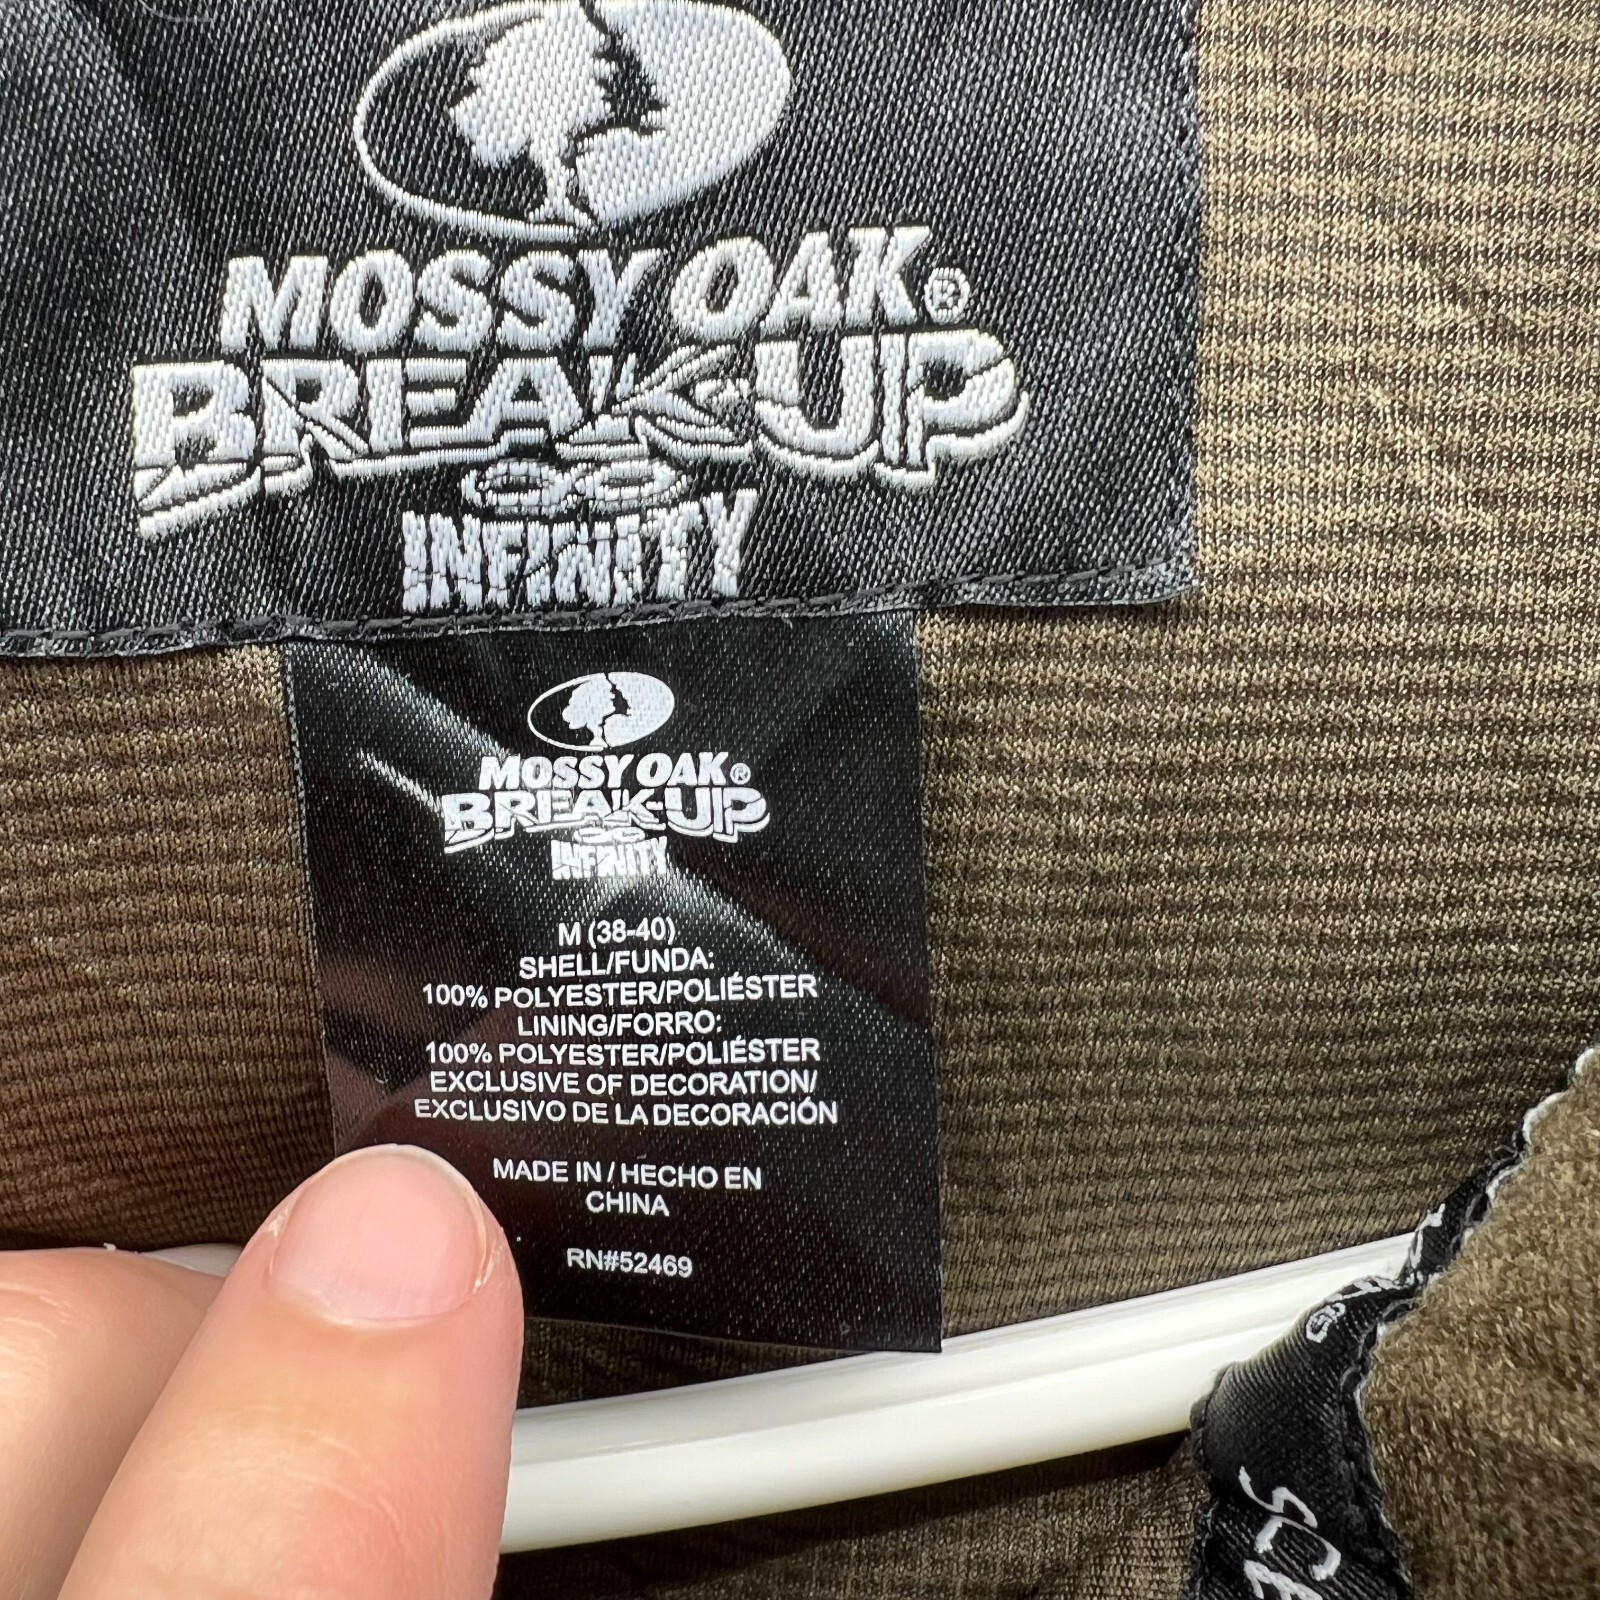 MOSSY OAK®
BREAK-UP
INFINITY
MOSSY OAK®
BREAK-UP
INFINITY
M (38-40)
SHELL/FUNDA:
100% POLYESTER/POLIÉSTER
LINING/FORRO:
100% POLYESTER/POLIÉSTER
EXCLUSIVE OF DECORATION/
EXCLUSIVO DE LA DECORACIÓN
MADE IN / HECHO EN
CHINA
RN#52469